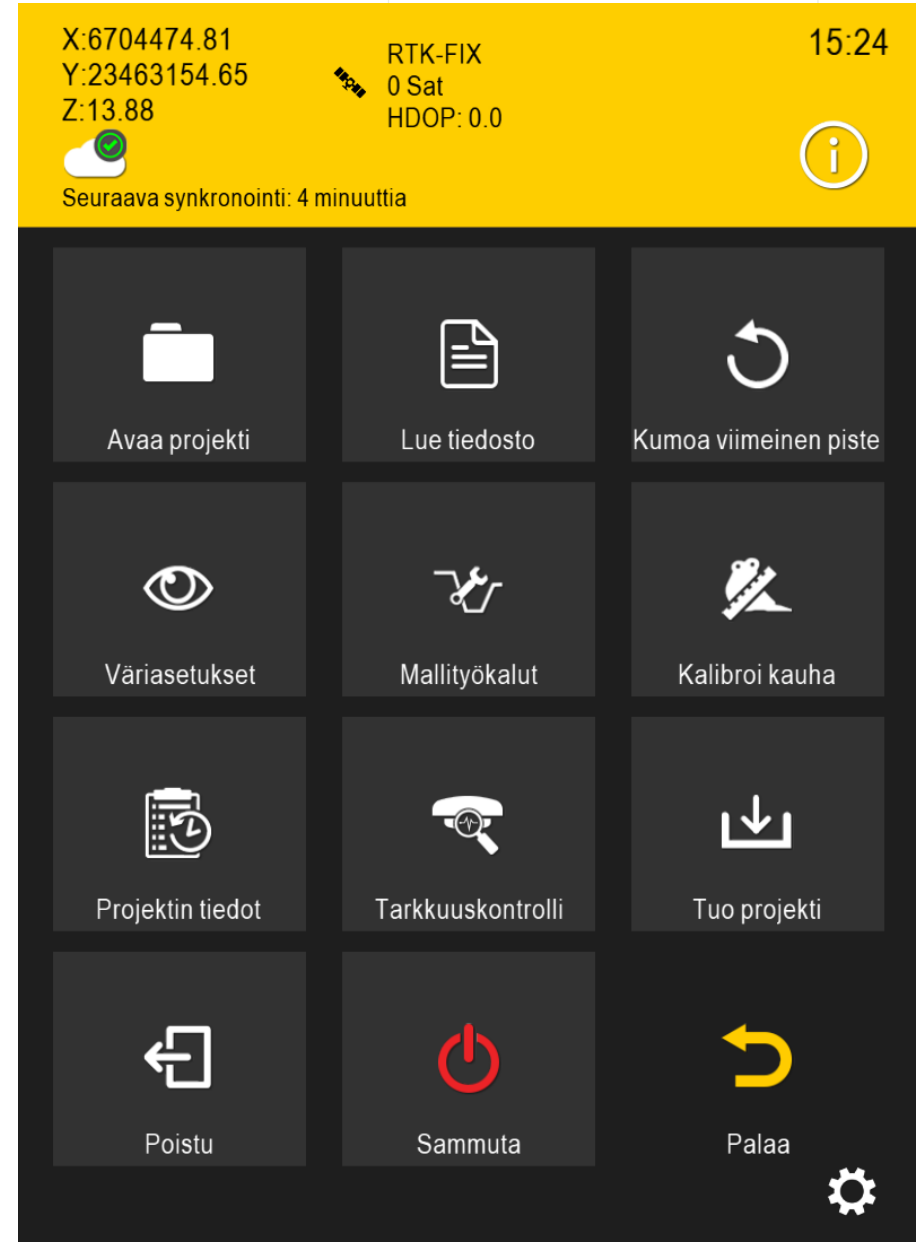 X:6704474.81
Y:23463154.65
Z:13.88
RTK-FIX
0 Sat
HDOP: 0.0
15:24
Seuraava synkronointi: 4 minuuttia
Avaa projekti
Lue tiedosto
Kumoa viimeinen piste
Väriasetukset
Mallityökalut
Kalibroi kauha
Projektin tiedot
Tarkkuuskontrolli
Tuo projekti
Poistu
Sammuta
Palaa